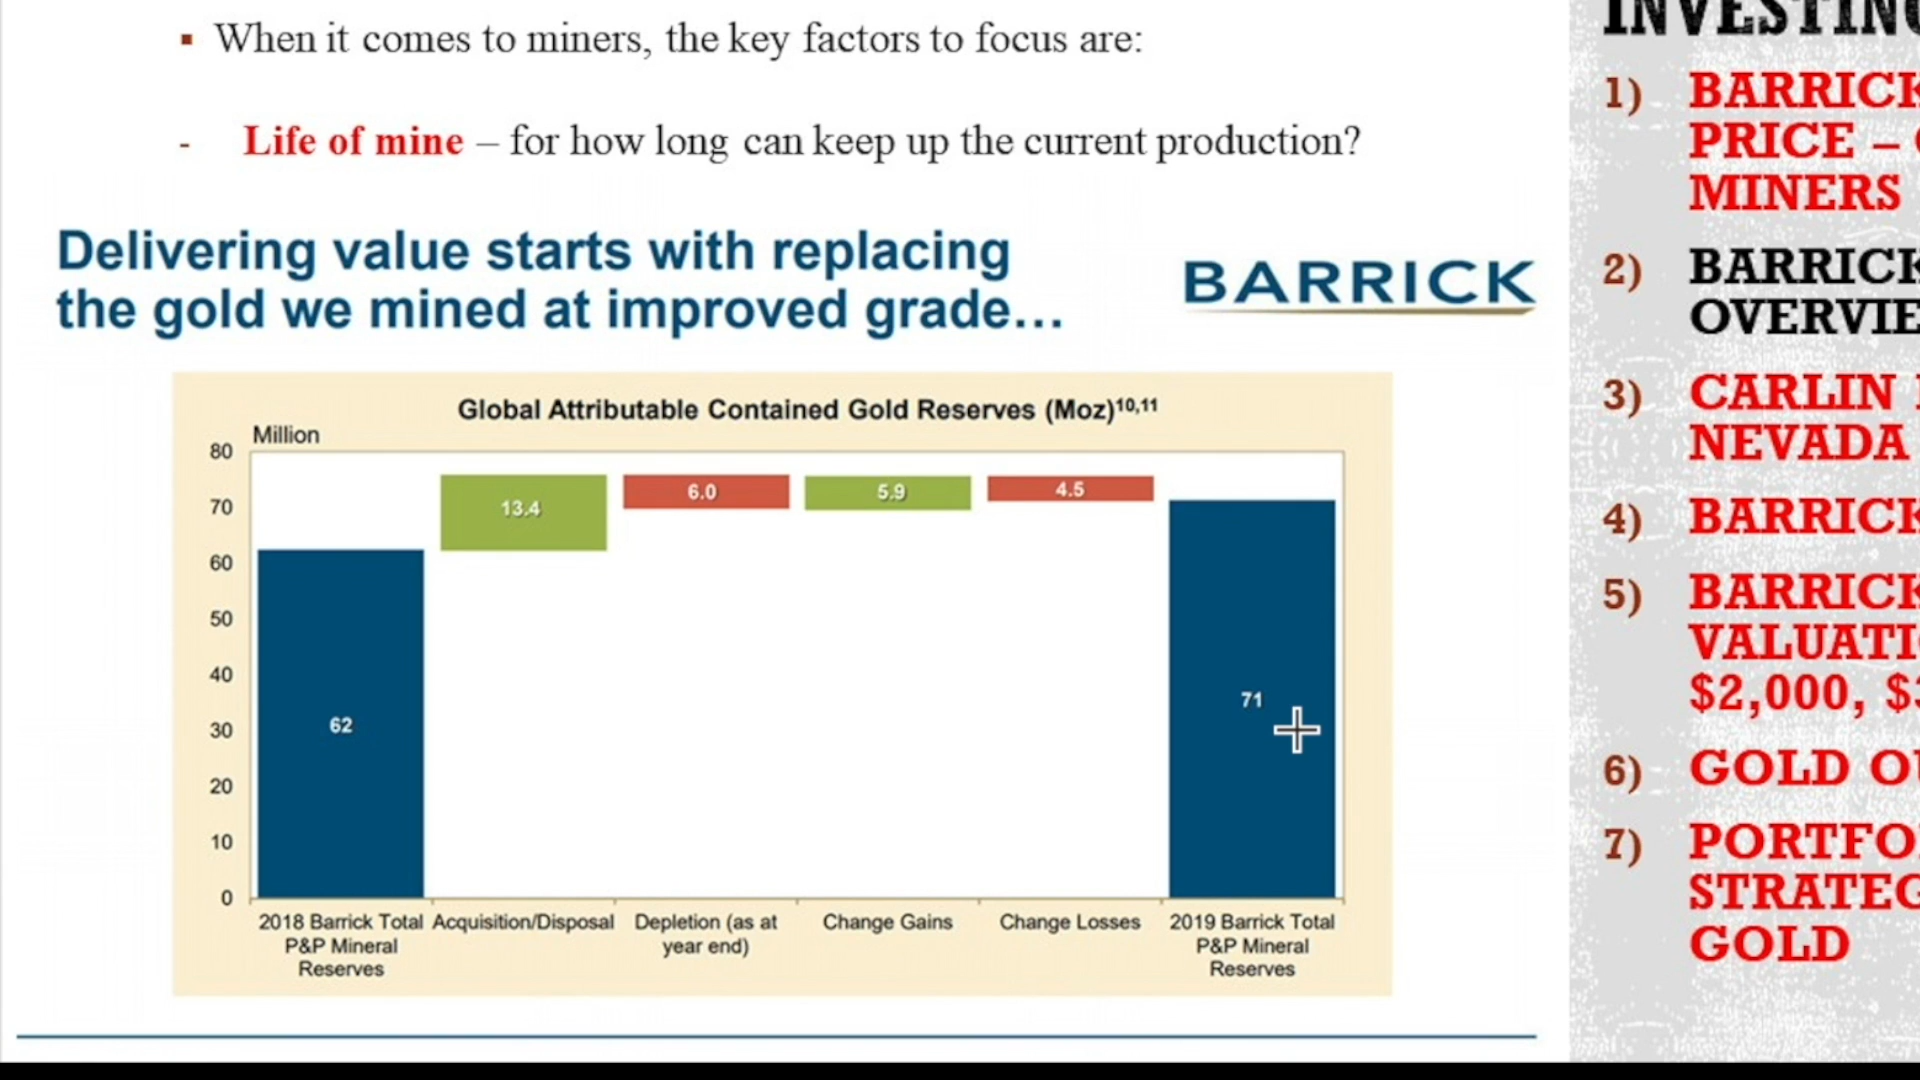 ▪ When it comes to miners, the key factors to focus are:
- Life of mine – for how long can keep up the current production?
Delivering value starts with replacing
the gold we mined at improved grade…
BARRICK
Global Attributable Contained Gold Reserves (Moz)10,11
Million
80
70
60
50
40
30
20
10
0
62
13.4
6.0
5.9
4.5
71
2018 Barrick Total
P&P Mineral
Reserves
Acquisition/Disposal
Depletion (as at
year end)
Change Gains
Change Losses
2019 Barrick Total
P&P Mineral
Reserves
INVESTING
1) BARRICK
PRICE –
MINERS
2) BARRICK
OVERVIE
3) CARLIN
NEVADA
4) BARRICK
5) BARRICK
VALUATI
$2,000,
6) GOLD
7) PORTFO
STRATEG
GOLD